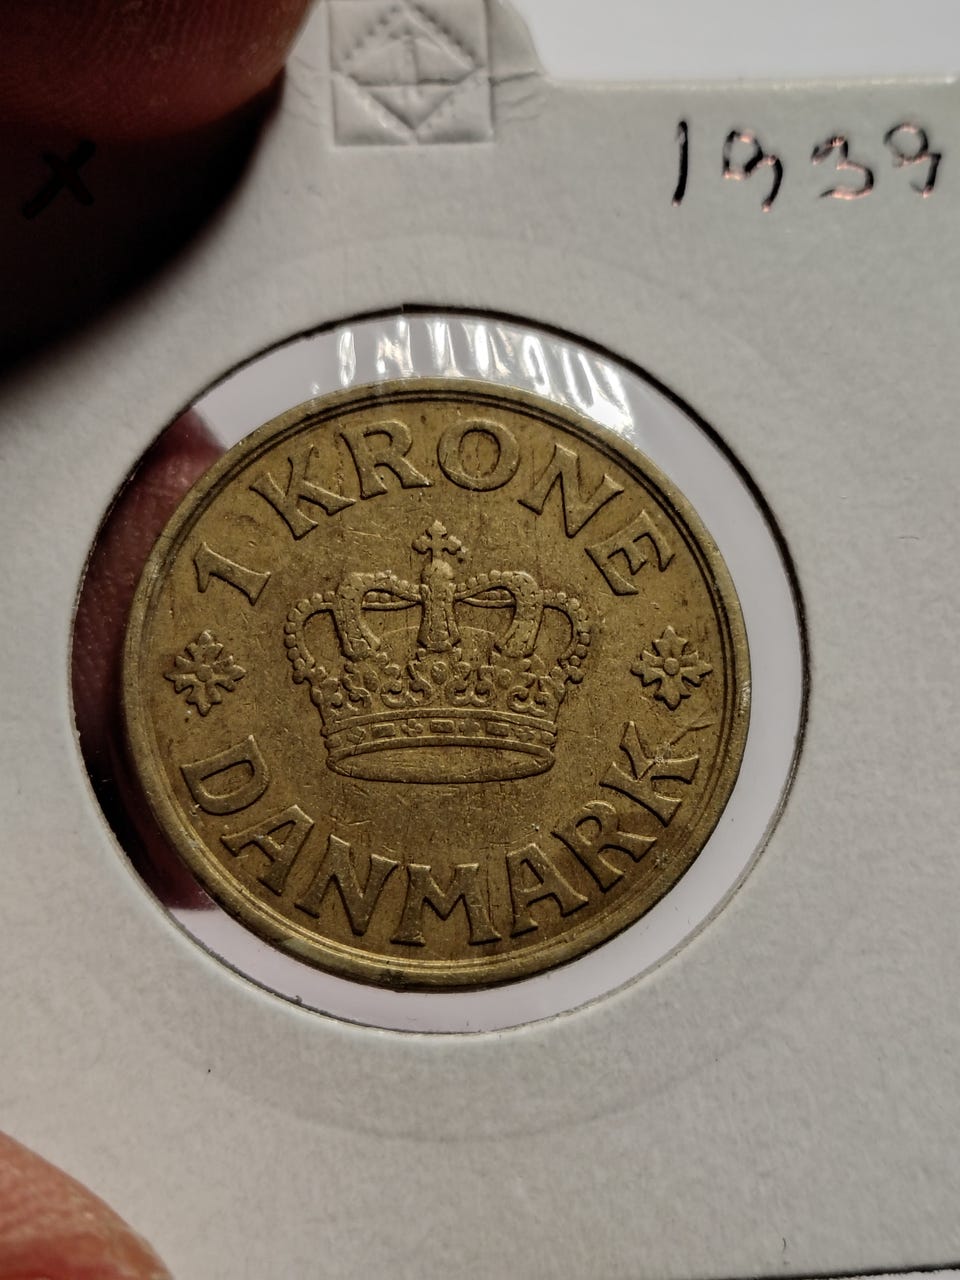 x
1939
1 KRONE
DANMARK